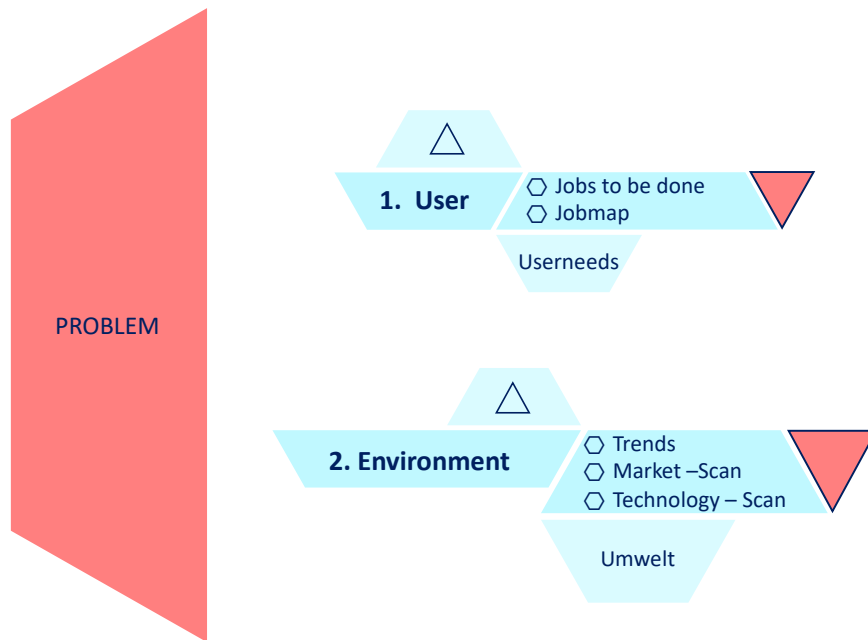 PROBLEM
1. User
Jobs to be done
Jobmap
Userneeds
2. Environment
Trends
Market –Scan
Technology – Scan
Umwelt